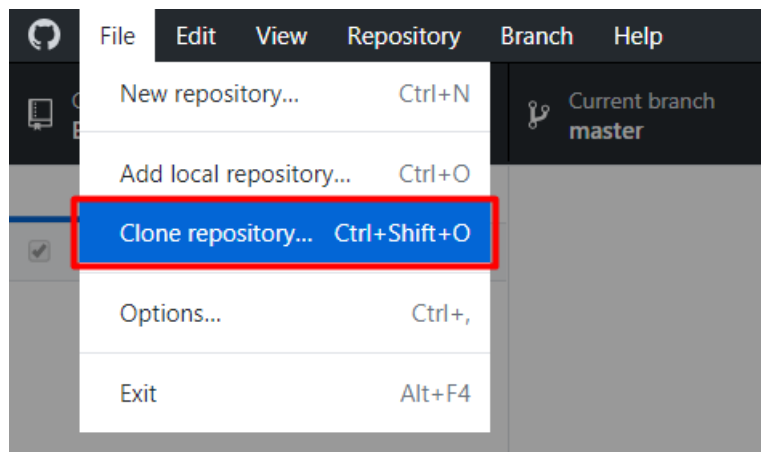 File Edit View Repository Branch Help
New repository... Ctrl+N
Current branch
master
Add local repository... Ctrl+O
Clone repository... Ctrl+Shift+O
Options... Ctrl+,
Exit Alt+F4